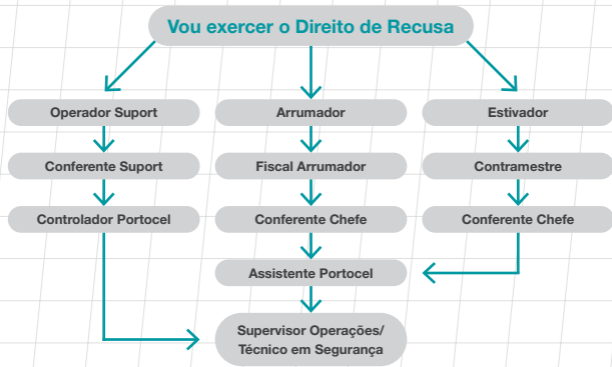 Vou exercer o Direito de Recusa
Operador Suport
Arrumador
Estivador
Conferente Suport
Fiscal Arrumador
Contramestre
Controlador Portocel
Conferente Chefe
Conferente Chefe
Assistente Portocel
Supervisor Operações/
Técnico em Segurança